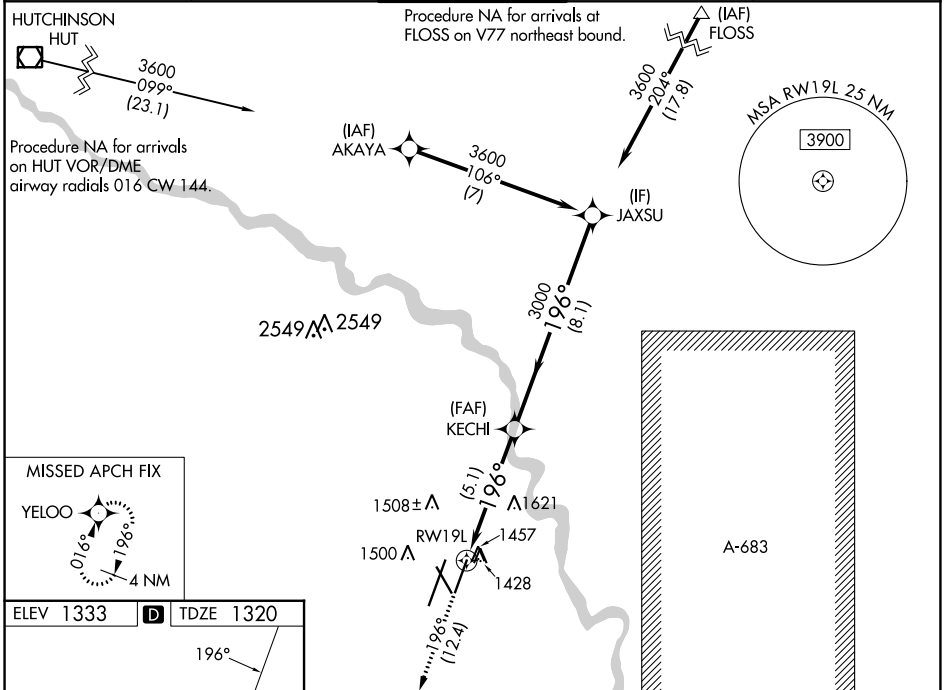 HUTCHINSON
HUT
3600
099°
(23.1)
Procedure NA for arrivals at
FLOSS on V77 northeast bound.
(IAF)
FLOSS
3600
204°
(17.8)
MSA RW19L 25 NM
3900
Procedure NA for arrivals
on HUT VOR/DME
airway radials 016 CW 144.
(IAF)
AKAYA
3600
106°
(7)
(IF)
JAXSU
3000
196°
(8.1)
2549
2549
(FAF)
KECHI
(5.1)
196°
1508±
1621
RW19L
1457
1500
1428
A-683
196°
(12.4)
MISSED APCH FIX
YELOO
016°
196°
4 NM
ELEV 1333
D
TDZE 1320
196°